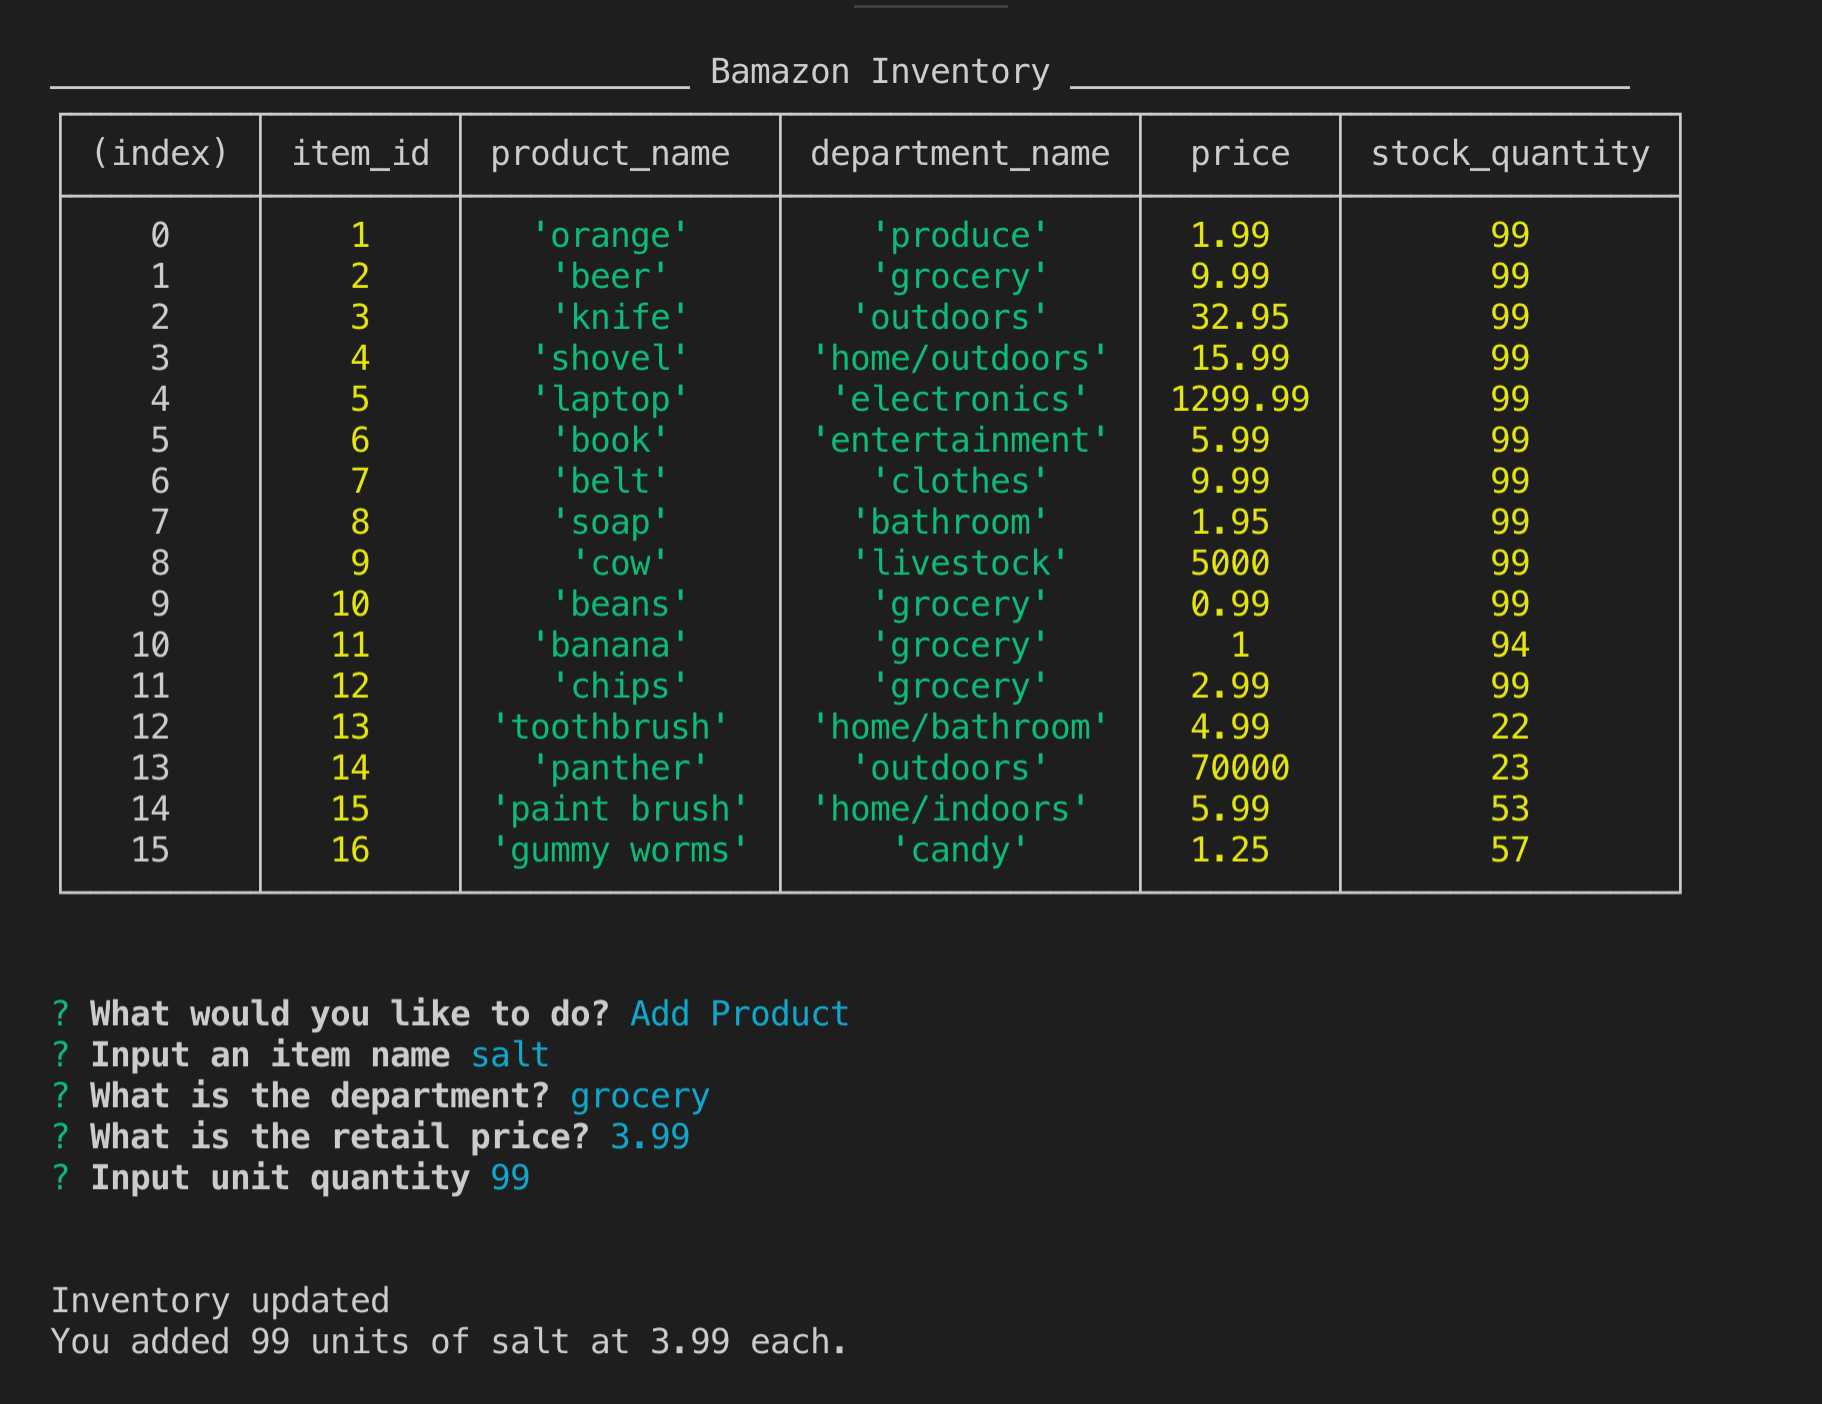 Bamazon Inventory
(index) item_id product_name department_name price stock_quantity
0 1 'orange' 'produce' 1.99 99
1 2 'beer' 'grocery' 9.99 99
2 3 'knife' 'outdoors' 32.95 99
3 4 'shovel' 'home/outdoors' 15.99 99
4 5 'laptop' 'electronics' 1299.99 99
5 6 'book' 'entertainment' 5.99 99
6 7 'belt' 'clothes' 9.99 99
7 8 'soap' 'bathroom' 1.95 99
8 9 'cow' 'livestock' 5000 99
9 10 'beans' 'grocery' 0.99 99
10 11 'banana' 'grocery' 1 94
11 12 'chips' 'grocery' 2.99 99
12 13 'toothbrush' 'home/bathroom' 4.99 22
13 14 'panther' 'outdoors' 70000 23
14 15 'paint brush' 'home/indoors' 5.99 53
15 16 'gummy worms' 'candy' 1.25 57
? What would you like to do? Add Product
? Input an item name salt
? What is the department? grocery
? What is the retail price? 3.99
? Input unit quantity 99
Inventory updated
You added 99 units of salt at 3.99 each.